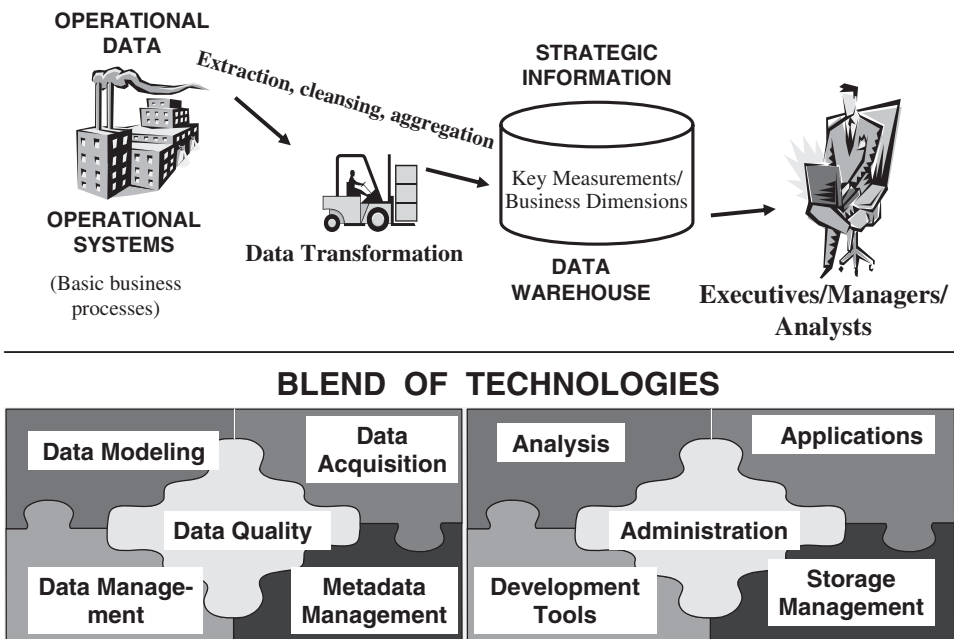 OPERATIONAL
DATA
Extraction, cleansing, aggregation
STRATEGIC
INFORMATION
Key Measurements/
Business Dimensions
OPERATIONAL
SYSTEMS
(Basic business
processes)
Data Transformation
DATA
WAREHOUSE
Executives/Managers/
Analysts
BLEND OF TECHNOLOGIES
Data Modeling
Data
Acquisition
Data Quality
Data Manage-
ment
Metadata
Management
Analysis
Applications
Administration
Development
Tools
Storage
Management